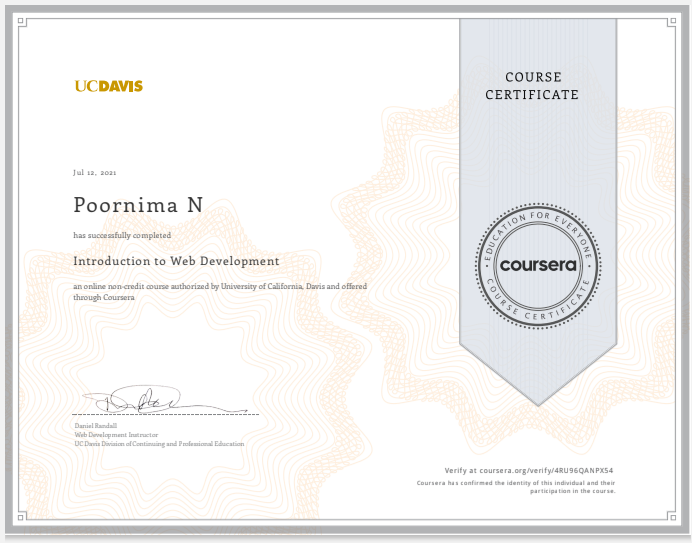 UCDAVIS
COURSE
CERTIFICATE
Jul 12, 2021
Poornima N
has successfully completed
Introduction to Web Development
an online non-credit course authorized by University of California, Davis and offered
through Coursera
EDUCATION FOR EVERYONE
coursera
COURSE CERTIFICATE
Daniel Randall
Web Development Instructor
UC Davis Division of Continuing and Professional Education
Verify at coursera.org/verify/4RU96QANPX54
Coursera has confirmed the identity of this individual and their
participation in the course.